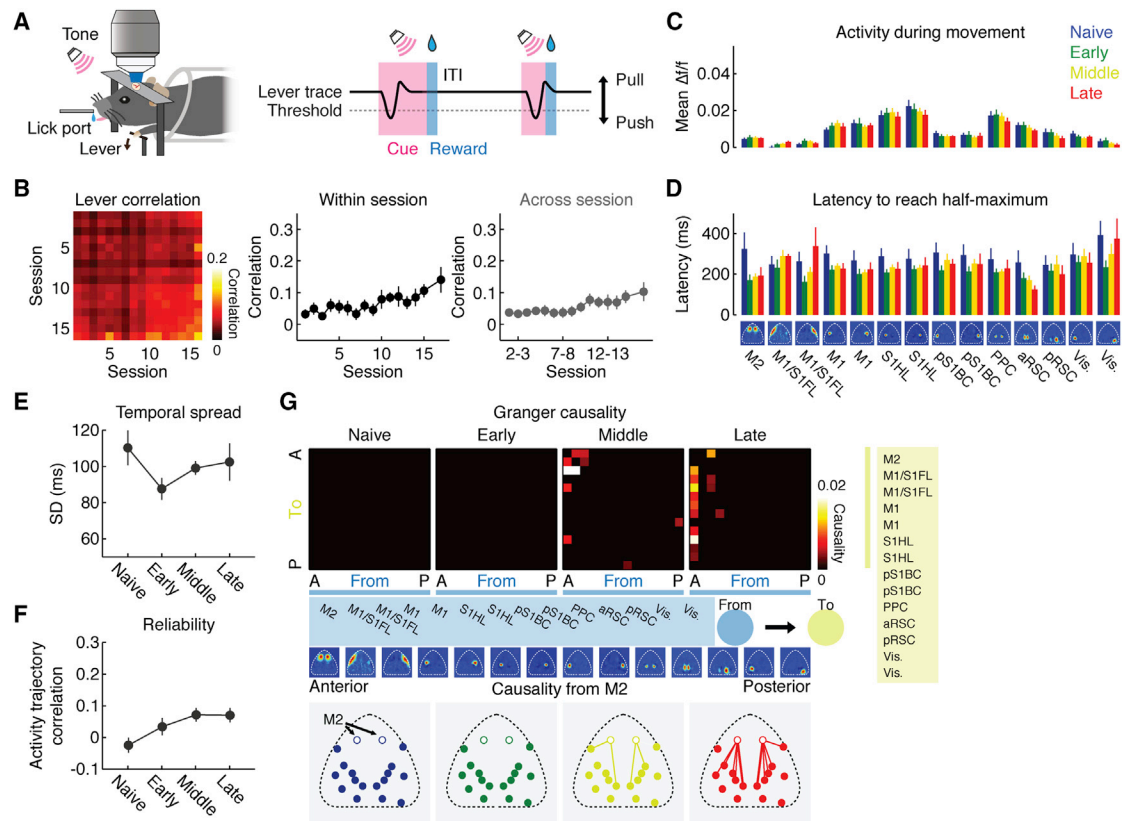 A
Tone
Lick port
Lever
Lever trace
Threshold
ITI
Pull
Push
Cue
Reward
B
Lever correlation
Session
5
10
15
5
10
15
Session
0.2
Correlation
0
Within session
Correlation
0.3
0.2
0.1
0
5
10
15
Session
Across session
Correlation
0.3
0.2
0.1
0
2-3
7-8
12-13
Session
C
Activity during movement
Naive
Early
Middle
Late
Mean Δf/f
0.04
0.02
0
D
Latency to reach half-maximum
Latency (ms)
400
200
0
M2
M1/S1FL
M1/S1FL
M1
M1
S1HL
S1HL
pS1BC
pS1BC
PPC
aRSC
pRSC
Vis.
Vis.
E
Temporal spread
SD (ms)
120
100
80
60
Naive
Early
Middle
Late
F
Reliability
Activity trajectory
correlation
0.3
0.2
0.1
0
-0.1
Naive
Early
Middle
Late
G
Granger causality
Naive
Early
Middle
Late
A
To
P
A
From
P
A
From
P
A
From
P
A
From
P
0.02
Causality
0
M2
M1/S1FL
M1/S1FL
M1
M1
S1HL
S1HL
pS1BC
pS1BC
PPC
aRSC
pRSC
Vis.
Vis.
From
To
M2
M1/S1FL
M1/S1FL
M1
M1
S1HL
S1HL
pS1BC
pS1BC
PPC
aRSC
pRSC
Vis.
Vis.
Anterior
Causality from M2
Posterior
M2